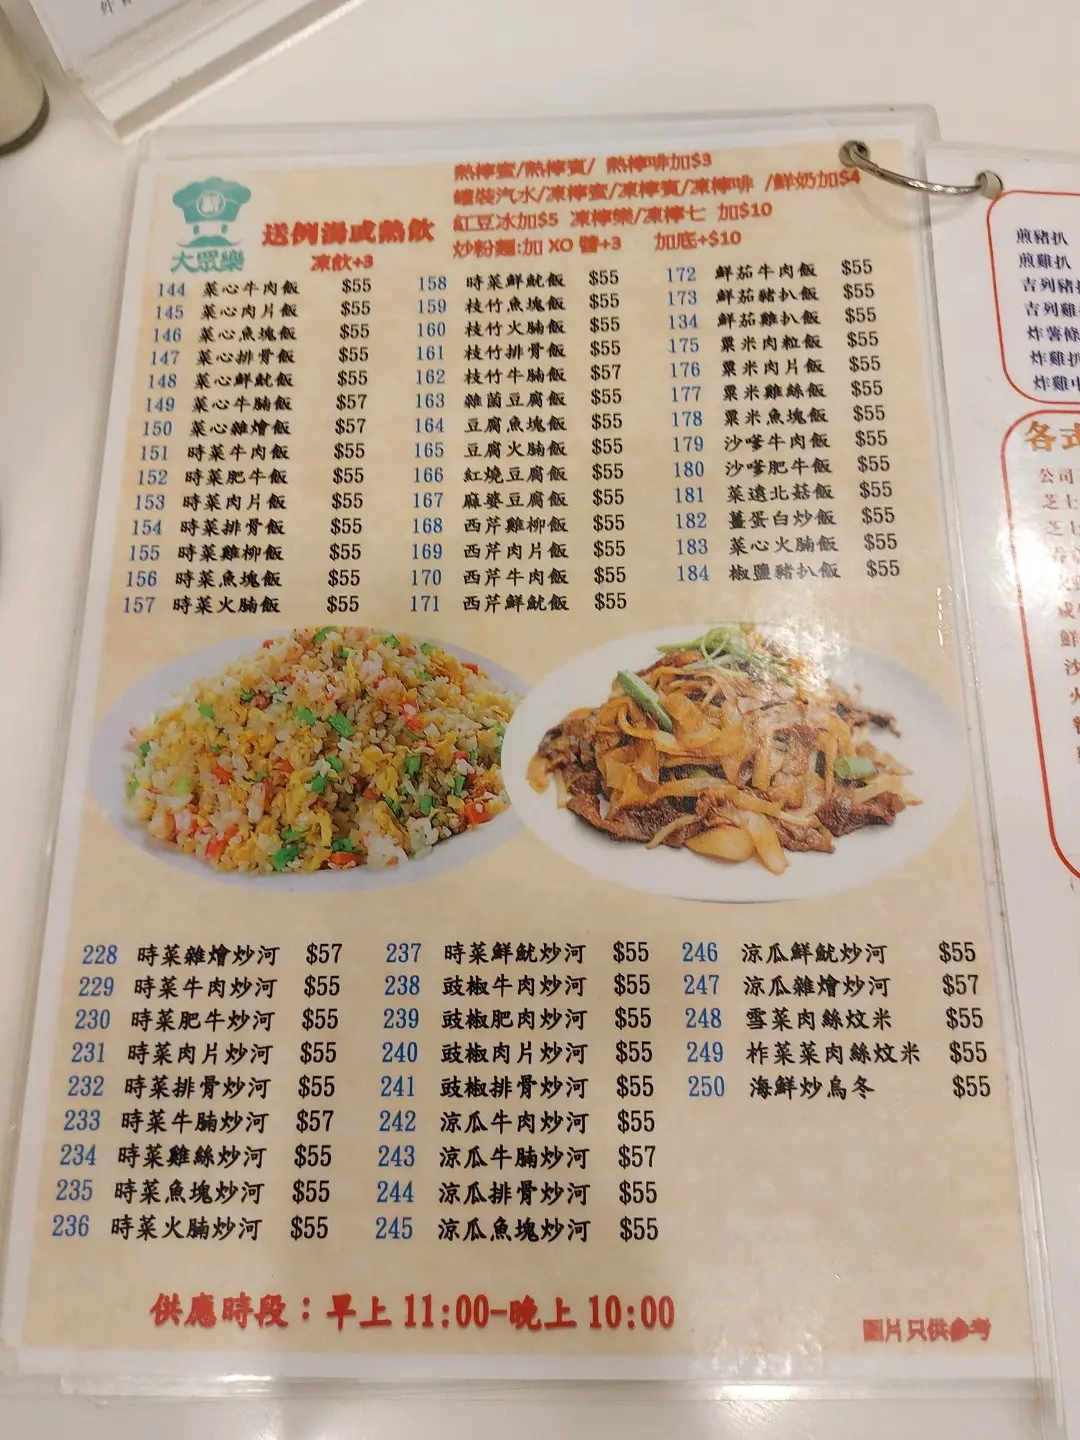 新
大眾樂
送例湯或熱飲
凍飲+3
熱檸蜜/熱檸賓/ 熱檸啡加$3
罐裝汽水/凍檸蜜/凍檸賓/凍檸啡 /鮮奶加$4
紅豆冰加$5 凍檸樂/凍檸七 加$10
炒粉麵:加 XO 醬+3 加底+$10
144 菜心牛肉飯 $55
145 菜心肉片飯 $55
146 菜心魚塊飯 $55
147 菜心排骨飯 $55
148 菜心鮮魷飯 $55
149 菜心牛腩飯 $57
150 菜心雜燴飯 $57
151 時菜牛肉飯 $55
152 時菜肥牛飯 $55
153 時菜肉片飯 $55
154 時菜排骨飯 $55
155 時菜雞柳飯 $55
156 時菜魚塊飯 $55
157 時菜火腩飯 $55
158 時菜鮮魷飯 $55
159 枝竹魚塊飯 $55
160 枝竹火腩飯 $55
161 枝竹排骨飯 $55
162 枝竹牛腩飯 $57
163 雜菌豆腐飯 $55
164 豆腐魚塊飯 $55
165 豆腐火腩飯 $55
166 紅燒豆腐飯 $55
167 麻婆豆腐飯 $55
168 西芹雞柳飯 $55
169 西芹肉片飯 $55
170 西芹牛肉飯 $55
171 西芹鮮魷飯 $55
172 鮮茄牛肉飯 $55
173 鮮茄豬扒飯 $55
134 鮮茄雞扒飯 $55
175 粟米肉粒飯 $55
176 粟米肉片飯 $55
177 粟米雞絲飯 $55
178 粟米魚塊飯 $55
179 沙嗲牛肉飯 $55
180 沙嗲肥牛飯 $55
181 菜遠北菇飯 $55
182 薑蛋白炒飯 $55
183 菜心火腩飯 $55
184 椒鹽豬扒飯 $55
228 時菜雜燴炒河 $57
229 時菜牛肉炒河 $55
230 時菜肥牛炒河 $55
231 時菜肉片炒河 $55
232 時菜排骨炒河 $55
233 時菜牛腩炒河 $57
234 時菜雞絲炒河 $55
235 時菜魚塊炒河 $55
236 時菜火腩炒河 $55
237 時菜鮮魷炒河 $55
238 豉椒牛肉炒河 $55
239 豉椒肥肉炒河 $55
240 豉椒肉片炒河 $55
241 豉椒排骨炒河 $55
242 涼瓜牛肉炒河 $55
243 涼瓜牛腩炒河 $57
244 涼瓜排骨炒河 $55
245 涼瓜魚塊炒河 $55
246 涼瓜鮮魷炒河 $55
247 涼瓜雜燴炒河 $57
248 雪菜肉絲炆米 $55
249 柞菜菜肉絲炆米 $55
250 海鮮炒烏冬 $55
供應時段：早上 11:00-晚上 10:00
圖片只供參考
煎豬扒
煎雞扒
吉列豬
吉列雞
炸薯條
炸雞扒
炸雞中
各式
公司
芝士
芝士
鮮
沙
火